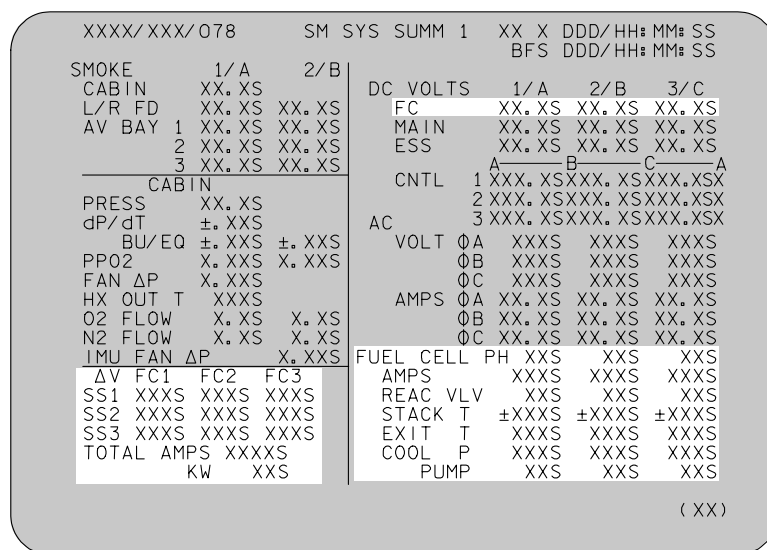 XXXX/XXX/078 SM SYS SUMM 1 XX X DDD/HH:MM:SS
BFS DDD/HH:MM:SS
SMOKE 1/A 2/B
CABIN XX.XS
L/R FD XX.XS XX.XS
AV BAY 1 XX.XS XX.XS
2 XX.XS XX.XS
3 XX.XS XX.XS
CABIN
PRESS XX.XS
dP/dT ±.XXS
BU/EQ ±.XXS ±.XXS
PPO2 X.XXS X.XXS
FAN ΔP X.XXS
HX OUT T XXXS
O2 FLOW X.XS X.XS
N2 FLOW X.XS X.XS
IMU FAN ΔP X.XXS
ΔV FC1 FC2 FC3
SS1 XXXS XXXS XXXS
SS2 XXXS XXXS XXXS
SS3 XXXS XXXS XXXS
TOTAL AMPS XXXXS
KW XXS
DC VOLTS 1/A 2/B 3/C
FC XX.XS XX.XS XX.XS
MAIN XX.XS XX.XS XX.XS
ESS XX.XS XX.XS XX.XS
A B C A
CNTL 1 XXX.XSXXXX.XSXXX.XSX
2 XXX.XSXXXX.XSXXX.XSX
3 XXX.XSXXXX.XSXXX.XSX
AC
VOLT ϕA XXXS XXXS XXXS
ϕB XXXS XXXS XXXS
ϕC XXXS XXXS XXXS
AMPS ϕA XX.XS XX.XS XX.XS
ϕB XX.XS XX.XS XX.XS
ϕC XX.XS XX.XS XX.XS
FUEL CELL PH XXS XXS XXS
AMPS XXXS XXXS XXXS
REAC VLV XXS XXS XXS
STACK T ±XXXS ±XXXS ±XXXS
EXIT T XXXS XXXS XXXS
COOL P XXXS XXXS XXXS
PUMP XXS XXS XXS
(XX)